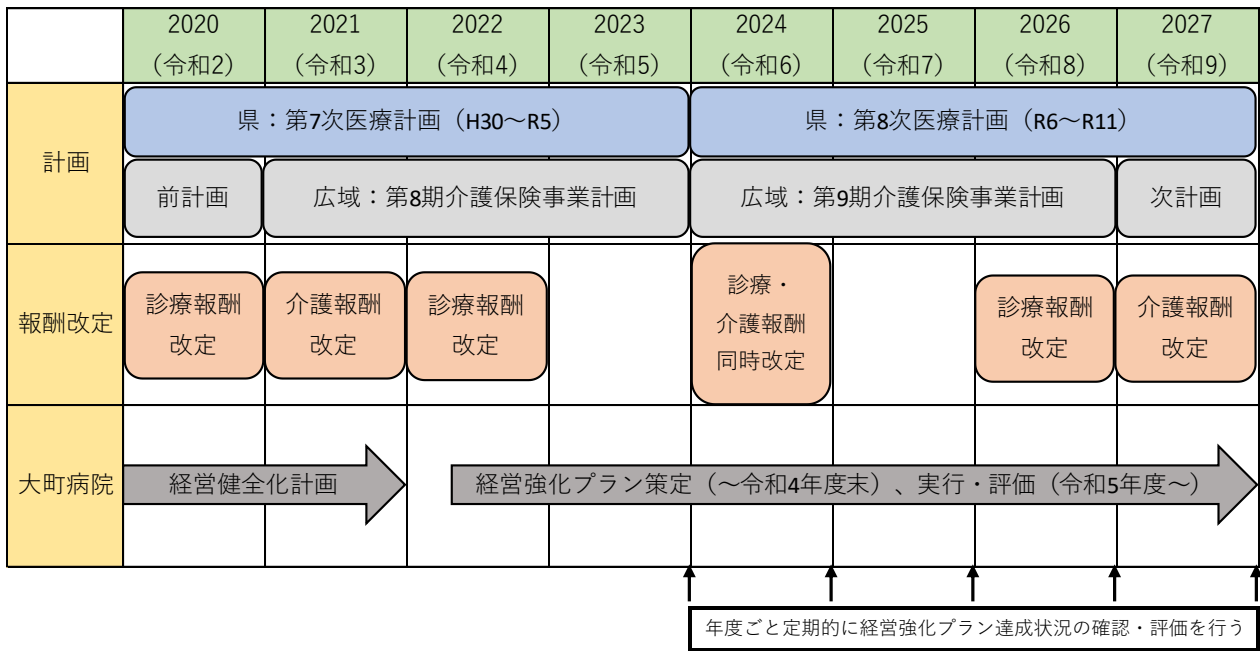 2020
(令和2)
2021
(令和3)
2022
(令和4)
2023
(令和5)
2024
(令和6)
2025
(令和7)
2026
(令和8)
2027
(令和9)
計画
県：第7次医療計画（H30～R5）
県：第8次医療計画（R6～R11）
前計画
広域：第8期介護保険事業計画
広域：第9期介護保険事業計画
次計画
報酬改定
診療報酬
改定
介護報酬
改定
診療報酬
改定
診療・
介護報酬
同時改定
診療報酬
改定
介護報酬
改定
大町病院
経営健全化計画
経営強化プラン策定（～令和4年度末）、実行・評価（令和5年度～）
年度ごと定期的に経営強化プラン達成状況の確認・評価を行う